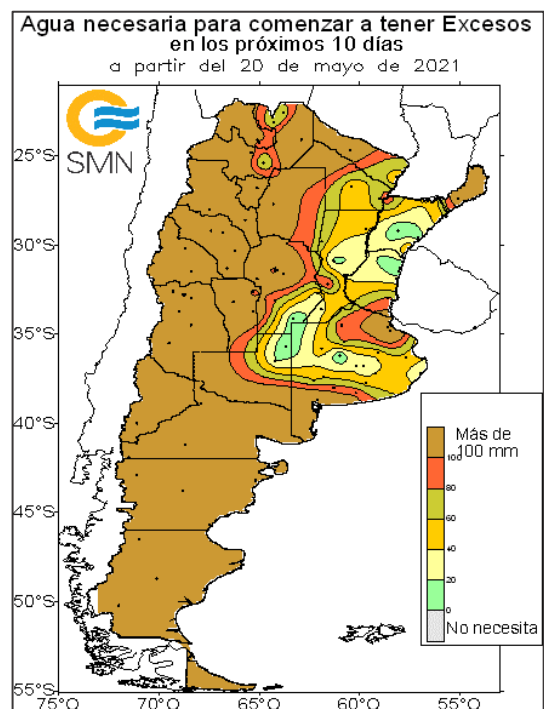 Agua necesaria para comenzar a tener Excesos
en los próximos 10 días
a partir del 20 de mayo de 2021
SMN
25°S
30°S
35°S
40°S
45°S
50°S
55°S
75°O
70°O
65°O
60°O
55°O
Más de
100 mm
100
80
60
40
20
0
No necesita